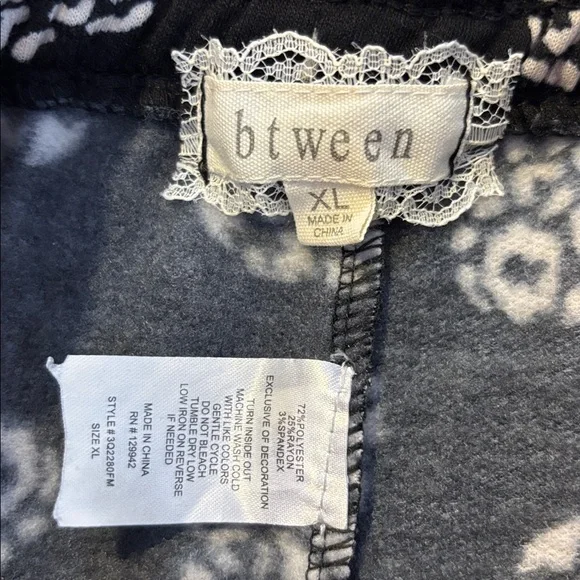 btween
XL
MADE IN
CHINA
72%POLYESTER
25%RAYON
3%SPANDEX
EXCLUSIVE OF DECORATION
TURN INSIDE OUT
MACHINE WASH COLD
WITH LIKE COLORS
GENTLE CYCLE
DO NOT BLEACH
TUMBLE DRY LOW
LOW IRON ON REVERSE
IF NEEDED
MADE IN CHINA
RN # 129942
STYLE # 3Q2280FM
SIZE XL